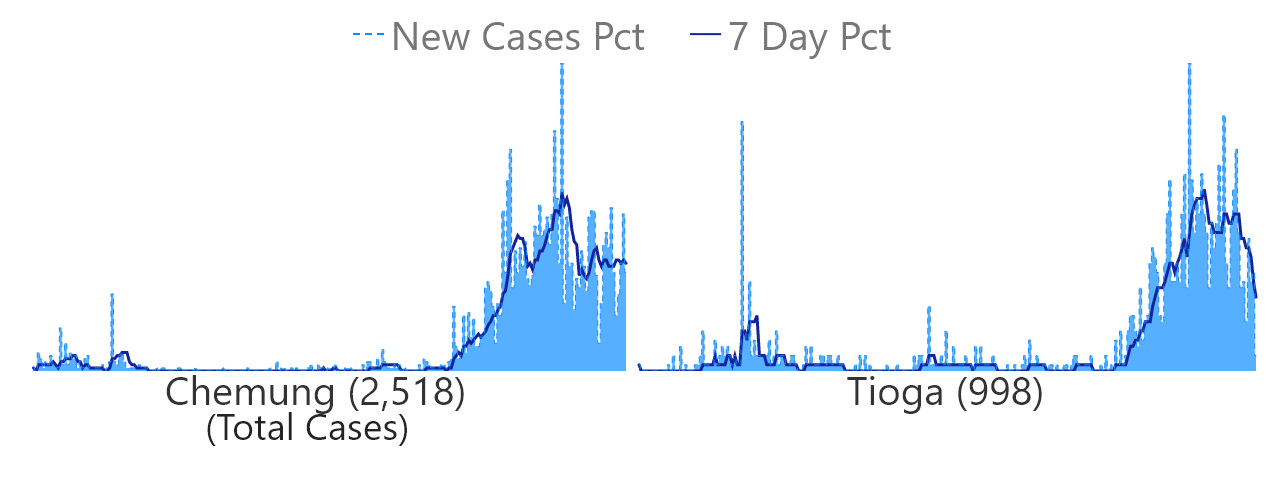 New Cases Pct 7 Day Pct
Chemung (2,518) Tioga (998)
(Total Cases)